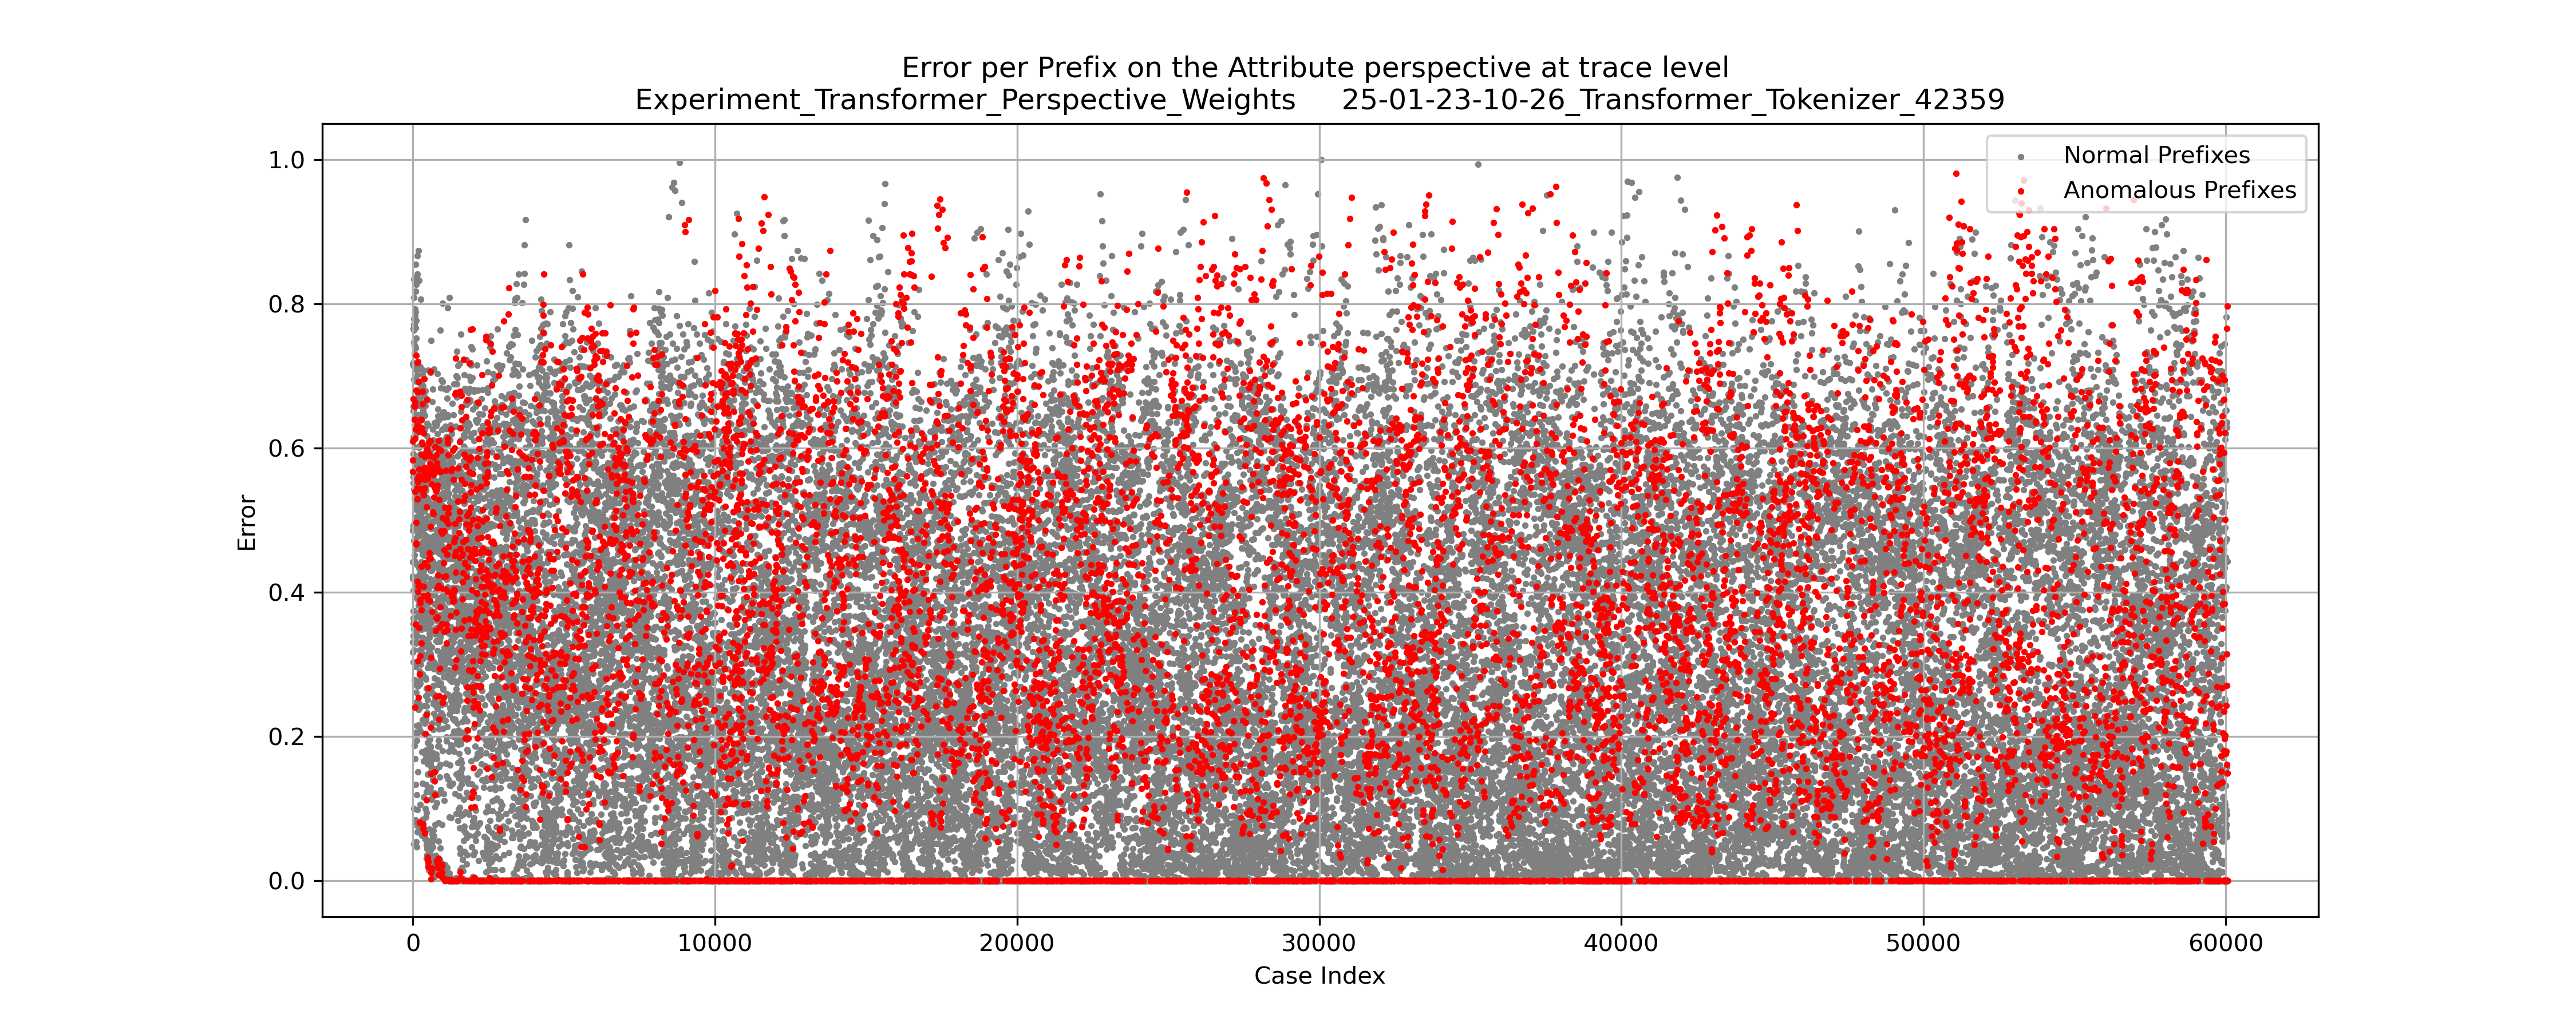 Error per Prefix on the Attribute perspective at trace level
Experiment_Transformer_Perspective_Weights 25-01-23-10-26_Transformer_Tokenizer_42359
Normal Prefixes
Anomalous Prefixes
1.0
0.8
0.6
0.4
0.2
0.0
Error
0 10000 20000 30000 40000 50000 60000
Case Index